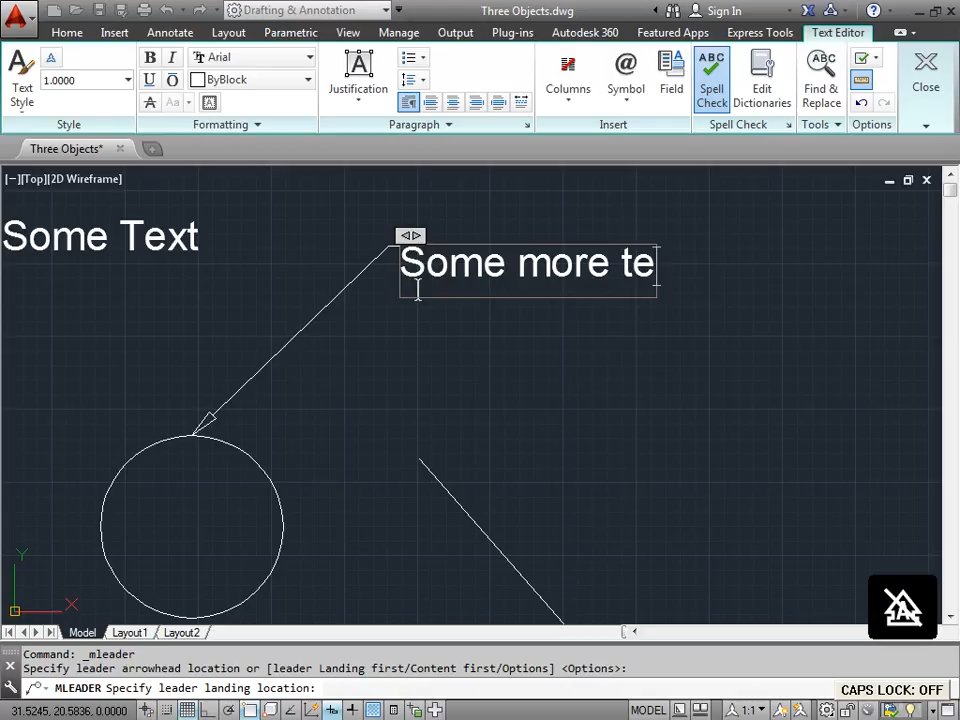 Drafting & Annotation
Three Objects.dwg
Sign In
Home Insert Annotate Layout Parametric View Manage Output Plug-ins Autodesk 360 Featured Apps Express Tools Text Editor
Text Style
1.0000
Style
B I Arial
U O ByBlock
A Aa
Formatting
Justification
Paragraph
Columns
Symbol
Field
Insert
ABC
Spell Check
Edit Dictionaries
Spell Check
ABC
Find & Replace
Tools
Options
Close
Three Objects*
[−][Top][2D Wireframe]
Some Text
Some more te
Y
X
Model Layout1 Layout2
Command: _mleader
Specify leader arrowhead location or [leader Landing first/Content first/Options] <Options>:
MLEADER Specify leader landing location:
CAPS LOCK: OFF
31.5245, 20.5836, 0.0000
MODEL
1:1